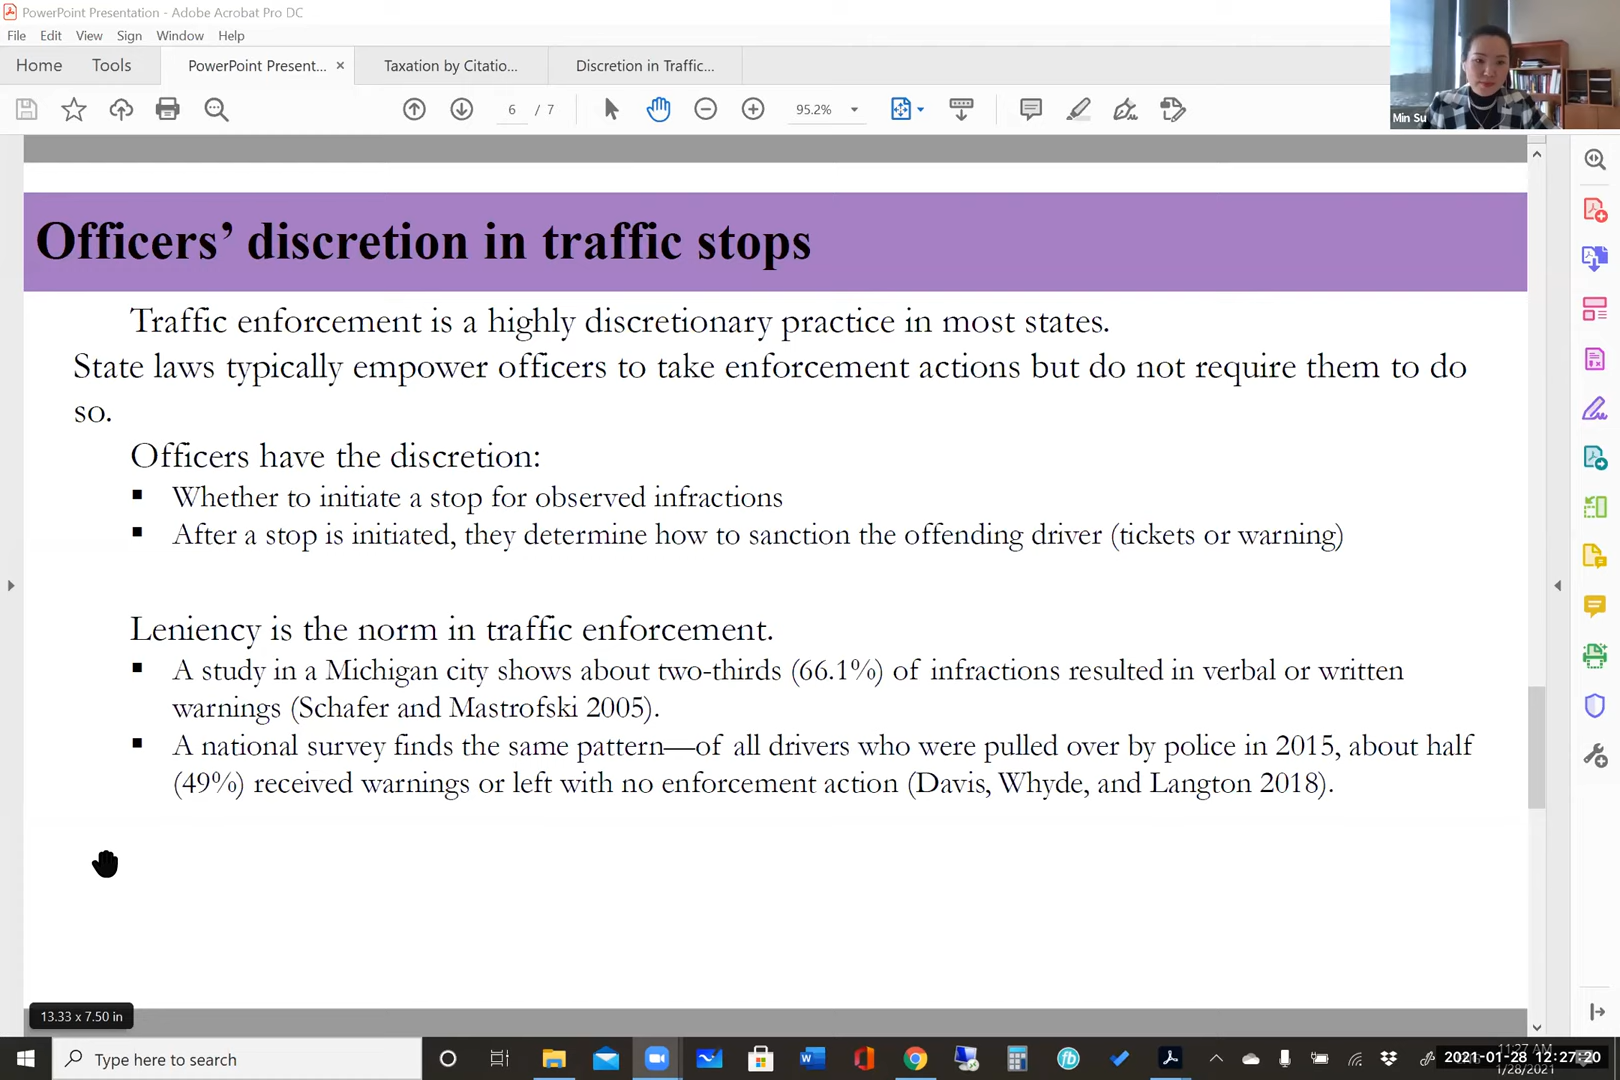 PowerPoint Presentation - Adobe Acrobat Pro DC
File Edit View Sign Window Help
Home Tools PowerPoint Present... × Taxation by Citatio... Discretion in Traffic...
6 / 7 95.2%
Min Su
Officers’ discretion in traffic stops
Traffic enforcement is a highly discretionary practice in most states.
State laws typically empower officers to take enforcement actions but do not require them to do
so.
Officers have the discretion:
▪ Whether to initiate a stop for observed infractions
▪ After a stop is initiated, they determine how to sanction the offending driver (tickets or warning)
Leniency is the norm in traffic enforcement.
▪ A study in a Michigan city shows about two-thirds (66.1%) of infractions resulted in verbal or written
warnings (Schafer and Mastrofski 2005).
▪ A national survey finds the same pattern—of all drivers who were pulled over by police in 2015, about half
(49%) received warnings or left with no enforcement action (Davis, Whyde, and Langton 2018).
13.33 x 7.50 in
Type here to search
11:27 AM
2021-01-28 12:27:20
1/28/2021